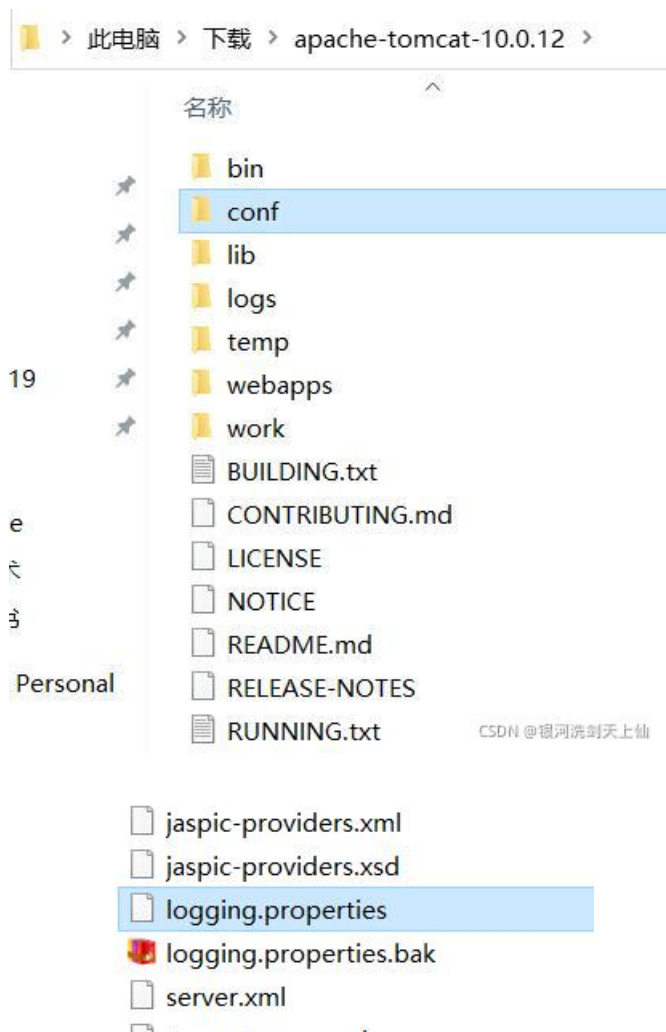 此电脑 > 下载 > apache-tomcat-10.0.12 >
名称
bin
conf
lib
logs
temp
19
webapps
work
BUILDING.txt
e
CONTRIBUTING.md
LICENSE
NOTICE
README.md
Personal
RELEASE-NOTES
RUNNING.txt
CSDN @银河洗剑天上仙
jaspic-providers.xml
jaspic-providers.xsd
logging.properties
logging.properties.bak
server.xml